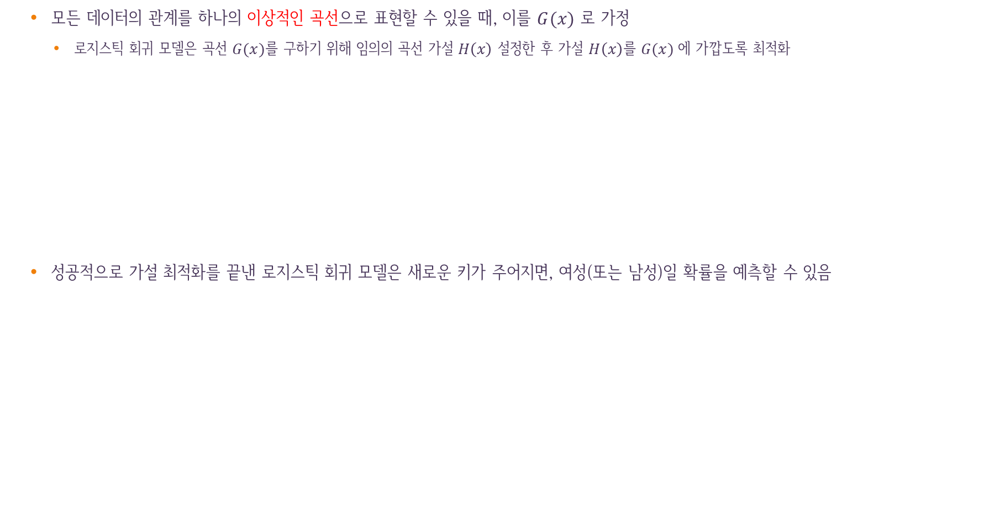 • 모든 데이터의 관계를 하나의 이상적인 곡선으로 표현할 수 있을 때, 이를 G(x) 로 가정
• 로지스틱 회귀 모델은 곡선 G(x)를 구하기 위해 임의의 곡선 가설 H(x) 설정한 후 가설 H(x)를 G(x) 에 가깝도록 최적화
• 성공적으로 가설 최적화를 끝낸 로지스틱 회귀 모델은 새로운 키가 주어지면, 여성(또는 남성)일 확률을 예측할 수 있음